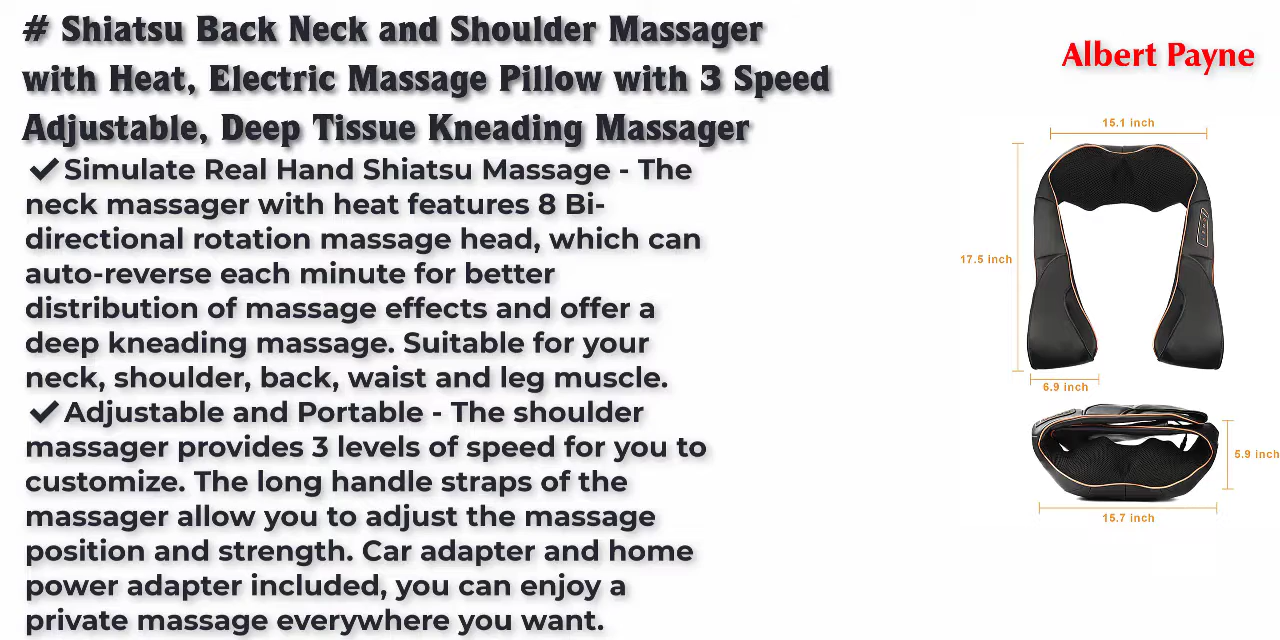 # Shiatsu Back Neck and Shoulder Massager
with Heat, Electric Massage Pillow with 3 Speed
Adjustable, Deep Tissue Kneading Massager
✔Simulate Real Hand Shiatsu Massage - The
neck massager with heat features 8 Bi-
directional rotation massage head, which can
auto-reverse each minute for better
distribution of massage effects and offer a
deep kneading massage. Suitable for your
neck, shoulder, back, waist and leg muscle.
✔Adjustable and Portable - The shoulder
massager provides 3 levels of speed for you to
customize. The long handle straps of the
massager allow you to adjust the massage
position and strength. Car adapter and home
power adapter included, you can enjoy a
private massage everywhere you want.
Albert Payne
15.1 inch
17.5 inch
6.9 inch
5.9 inch
15.7 inch